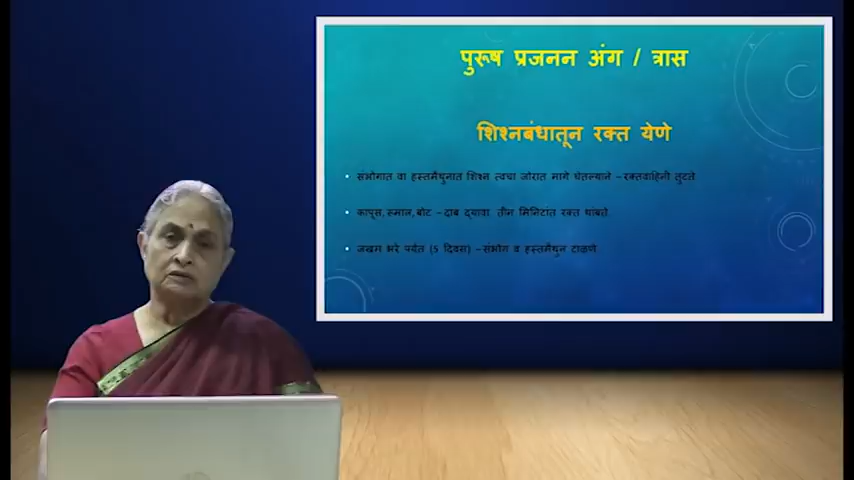 पुरूष प्रजनन अंग / त्रास
शिश्नबंधातून रक्त येणे
• संभोगात वा हस्तमैथुनात शिश्न त्वचा जोरात मागे घेतल्याने –रक्तवाहिनी तुटते
• कापूस,रुमाल,बोट –दाब द्यावा तीन मिनिटांत रक्त थांबते
• जखम भरे पर्यंत (5 दिवस) –संभोग व हस्तमैथुन टाळणे